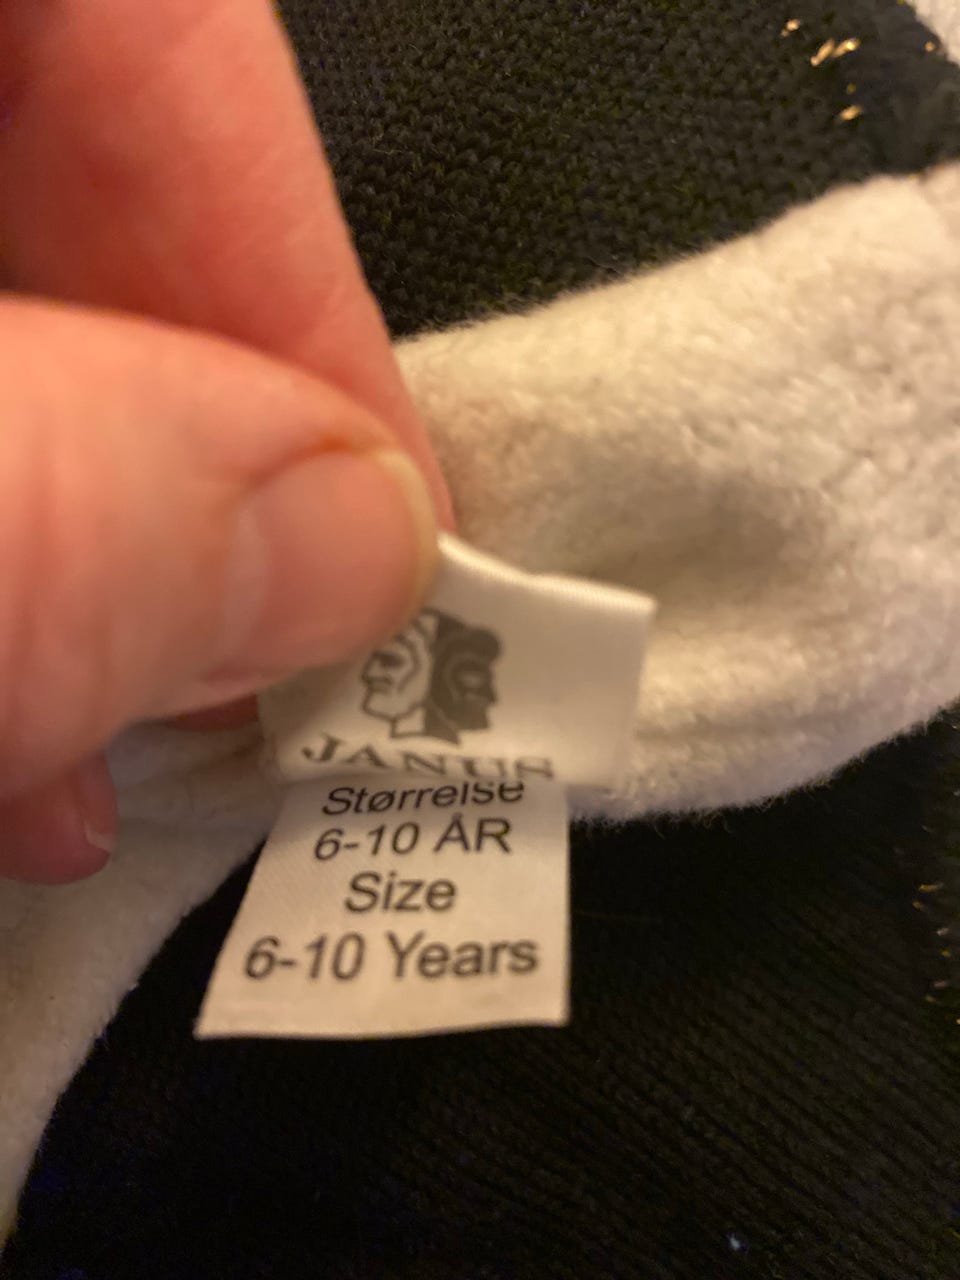 JANUS
Størrelse
6-10 ÅR
Size
6-10 Years